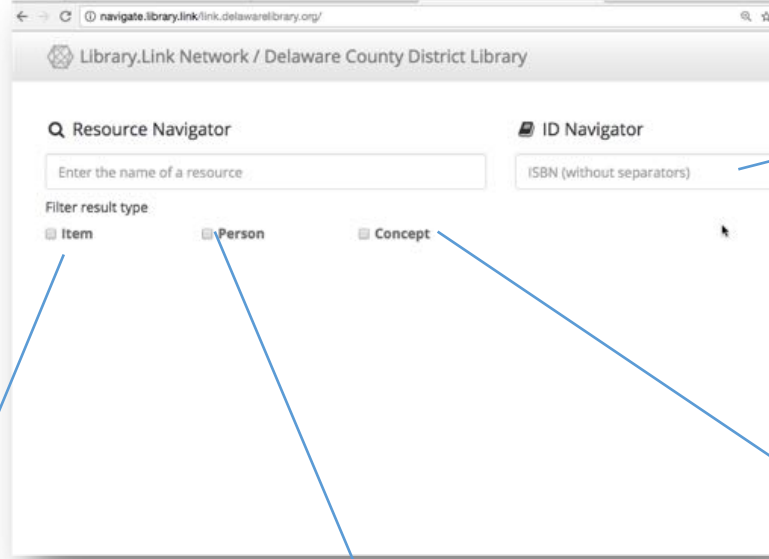 navigate.library.link/link.delawarelibrary.org/
Library.Link Network / Delaware County District Library
Resource Navigator
ID Navigator
Enter the name of a resource
ISBN (without separators)
Filter result type
Item Person Concept